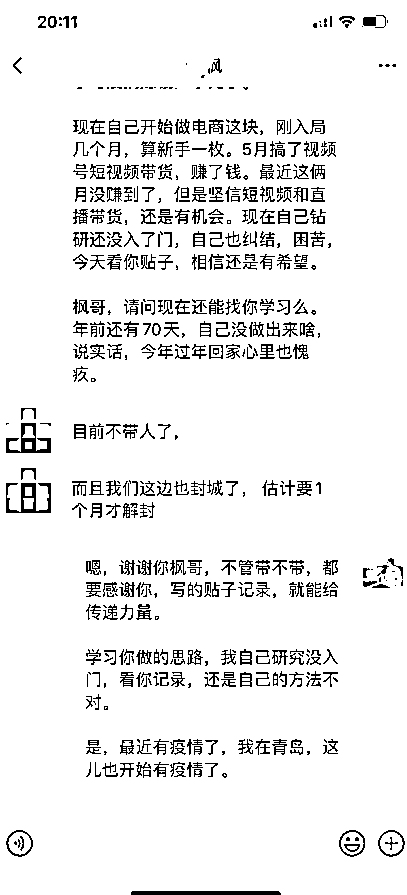 20:11
枫
现在自己开始做电商这块，刚入局
几个月，算新手一枚。5月搞了视频
号短视频带货，赚了钱。最近这俩
月没赚到了，但是坚信短视频和直
播带货，还是有机会。现在自己钻
研还没入了门，自己也纠结，困苦，
今天看你贴子，相信还是有希望。
枫哥，请问现在还能找你学习么。
年前还有70天，自己没做出来啥，
说实话，今年过年回家心里也愧
疚。
目前不带人了，
而且我们这边也封城了， 估计要1
个月才解封
嗯，谢谢你枫哥，不管带不带，都
要感谢你，写的贴子记录，就能给
传递力量。
学习你做的思路，我自己研究没入
门，看你记录，还是自己的方法不
对。
是，最近有疫情了，我在青岛，这
儿也开始有疫情了。